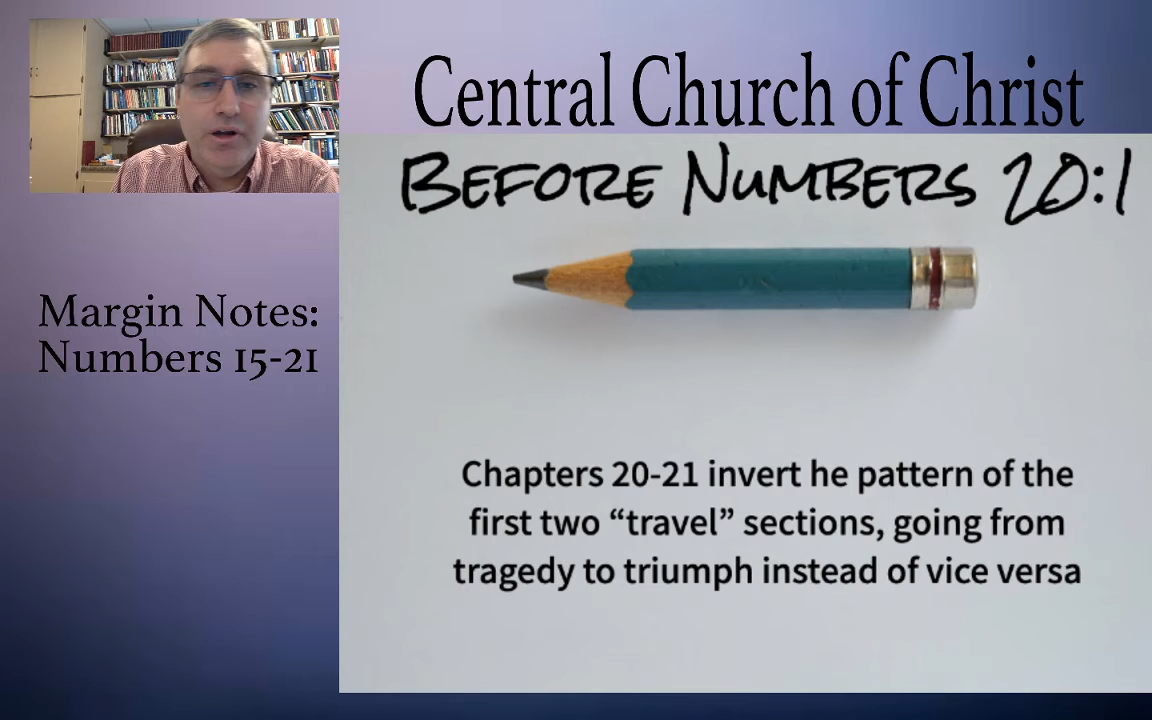 Central Church of Christ
Before Numbers 20:1
Margin Notes:
Numbers 15-21
Chapters 20-21 invert he pattern of the
first two “travel” sections, going from
tragedy to triumph instead of vice versa